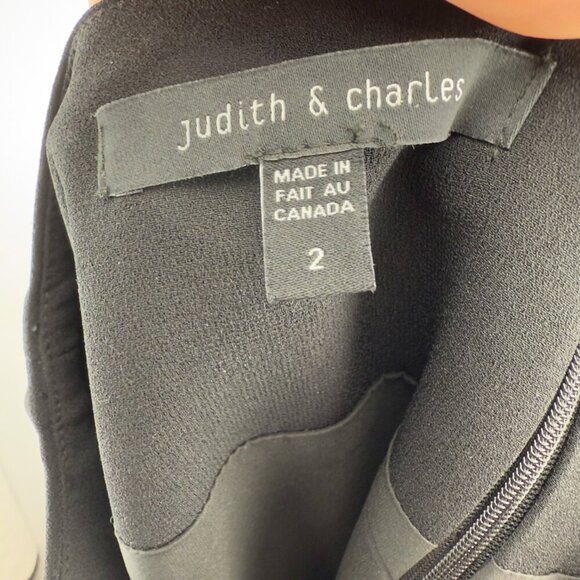 judith & charles
MADE IN
FAIT AU
CANADA
2